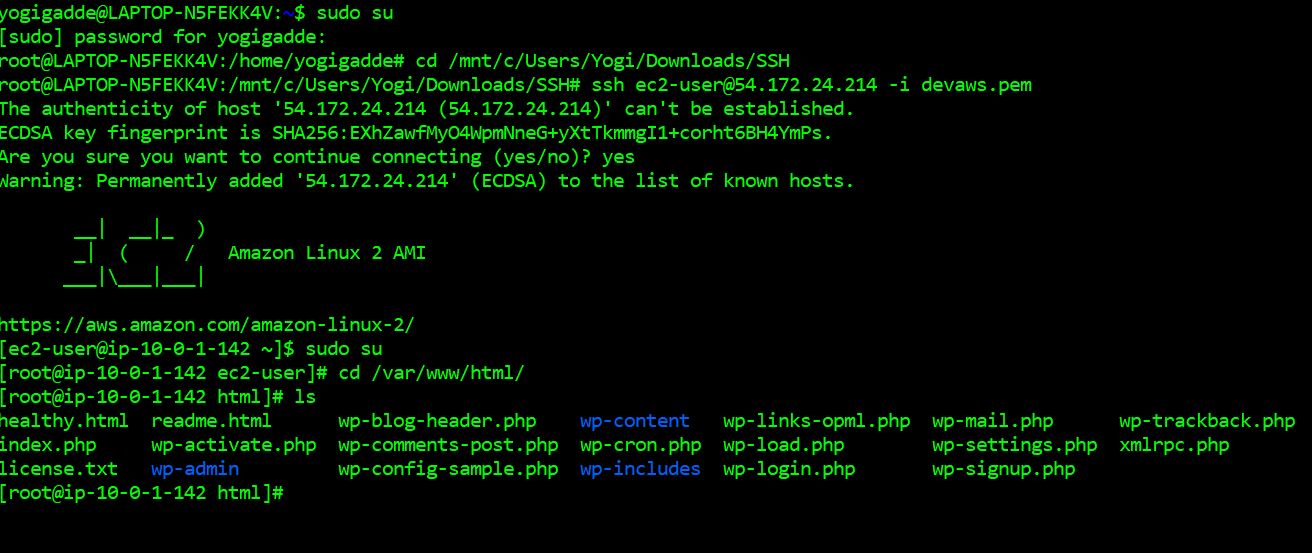 yogigadde@LAPTOP-N5FEKK4V:~$ sudo su
[sudo] password for yogigadde:
root@LAPTOP-N5FEKK4V:/home/yogigadde# cd /mnt/c/Users/Yogi/Downloads/SSH
root@LAPTOP-N5FEKK4V:/mnt/c/Users/Yogi/Downloads/SSH# ssh ec2-user@54.172.24.214 -i devaws.pem
The authenticity of host '54.172.24.214 (54.172.24.214)' can't be established.
ECDSA key fingerprint is SHA256:EXhZawfMyO4WpmNneG+yXtTkmmgI1+corht6BH4YmPs.
Are you sure you want to continue connecting (yes/no)? yes
Warning: Permanently added '54.172.24.214' (ECDSA) to the list of known hosts.
__|  __|_  )
_|  (     /   Amazon Linux 2 AMI
___|\___|___|
https://aws.amazon.com/amazon-linux-2/
[ec2-user@ip-10-0-1-142 ~]$ sudo su
[root@ip-10-0-1-142 ec2-user]# cd /var/www/html/
[root@ip-10-0-1-142 html]# ls
healthy.html  readme.html      wp-blog-header.php    wp-content   wp-links-opml.php  wp-mail.php      wp-trackback.php
index.php     wp-activate.php  wp-comments-post.php  wp-cron.php  wp-load.php        wp-settings.php  xmlrpc.php
license.txt   wp-admin         wp-config-sample.php  wp-includes  wp-login.php       wp-signup.php
[root@ip-10-0-1-142 html]#